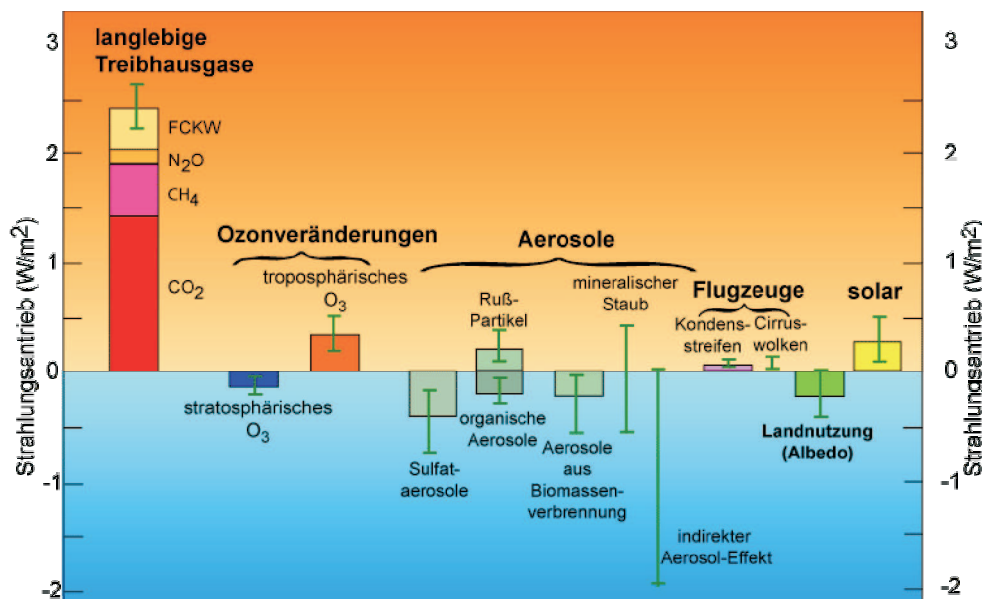 3
langlebige
Treibhausgase
FCKW
N2O
CH4
CO2
2
1
0
-1
-2
Strahlungsantrieb (W/m2)
Ozonveränderungen
troposphärisches
O3
stratosphärisches
O3
Aerosole
Ruß-
Partikel
mineralischer
Staub
organische
Aerosole
Sulfat-
aerosole
Aerosole
aus
Biomassen-
verbrennung
indirekter
Aerosol-Effekt
Flugzeuge
Kondens-
streifen
Cirrus-
wolken
solar
Landnutzung
(Albedo)
3
2
1
0
-1
-2
Strahlungsantrieb (W/m2)